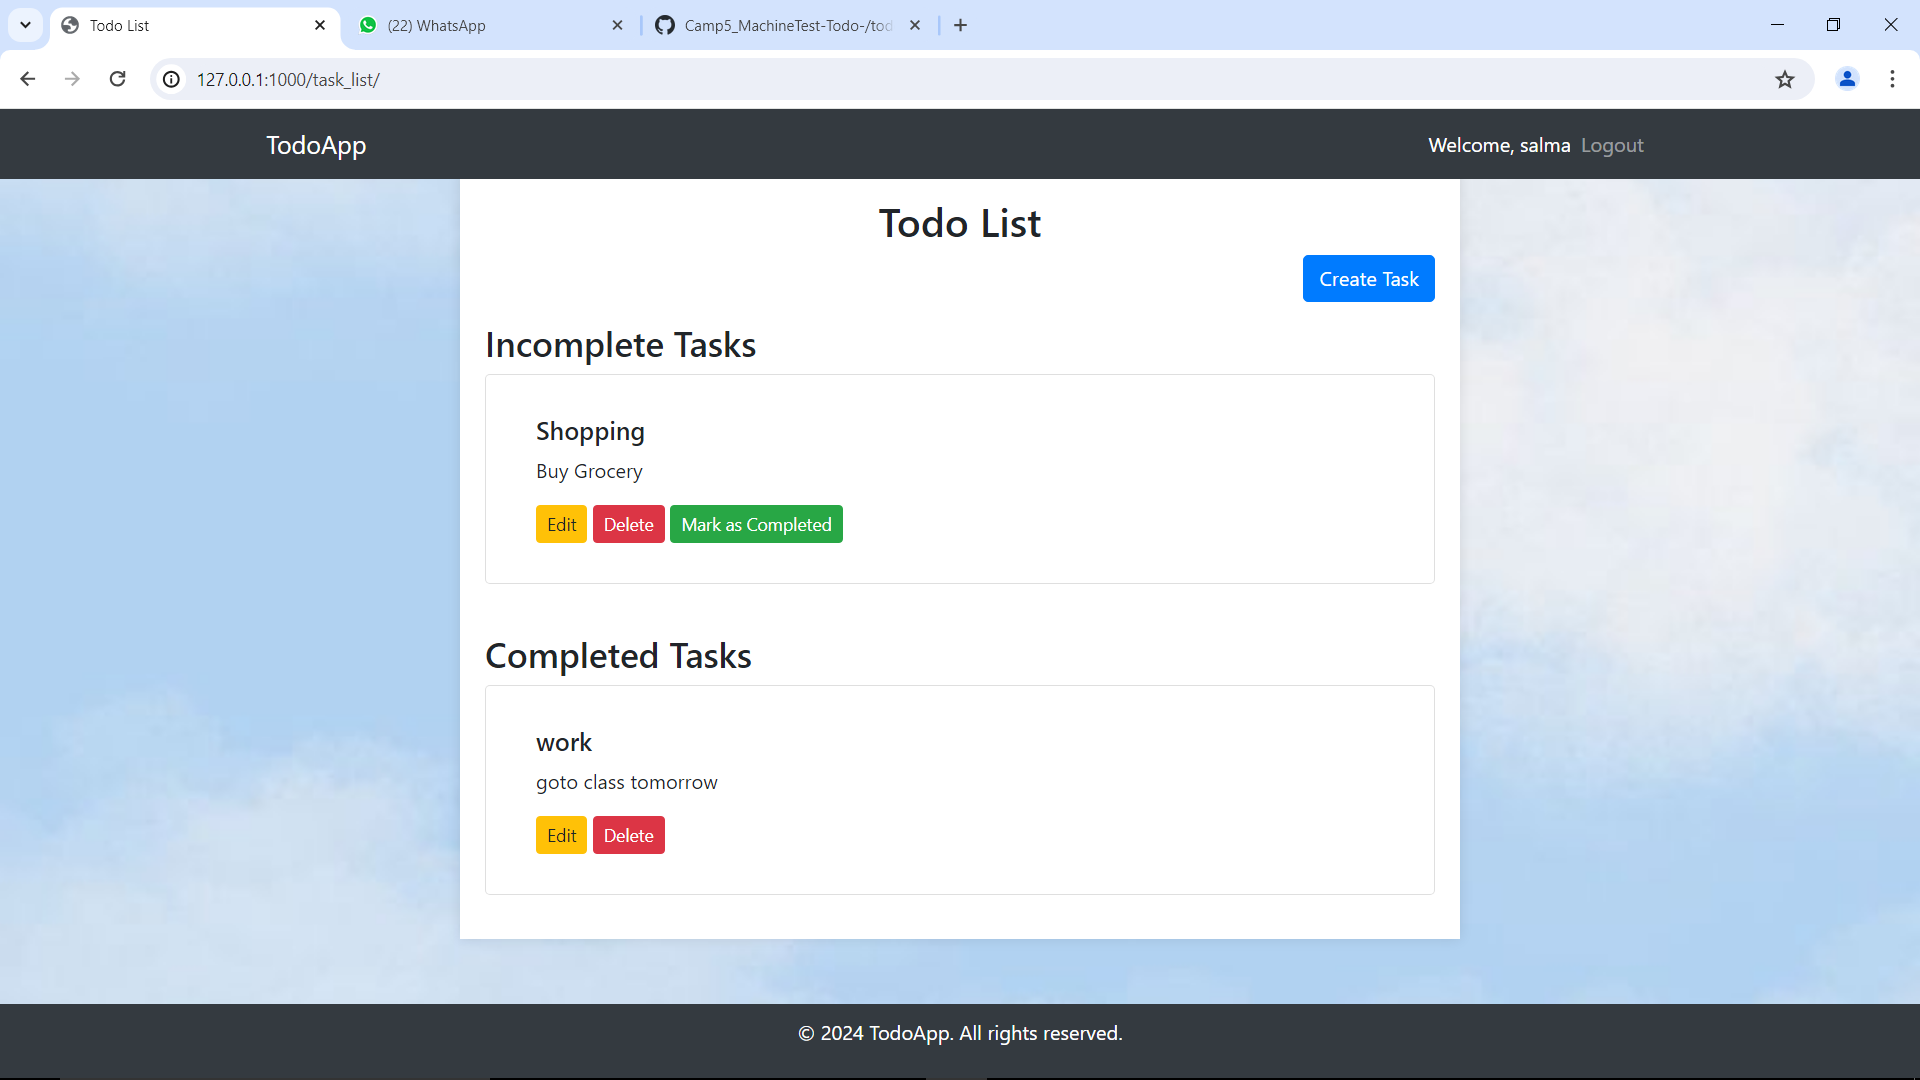 Todo List
(22) WhatsApp
Camp5_MachineTest-Todo-/tod
127.0.0.1:1000/task_list/
TodoApp
Welcome, salma Logout
Todo List
Create Task
Incomplete Tasks
Shopping
Buy Grocery
Edit Delete Mark as Completed
Completed Tasks
work
goto class tomorrow
Edit Delete
© 2024 TodoApp. All rights reserved.